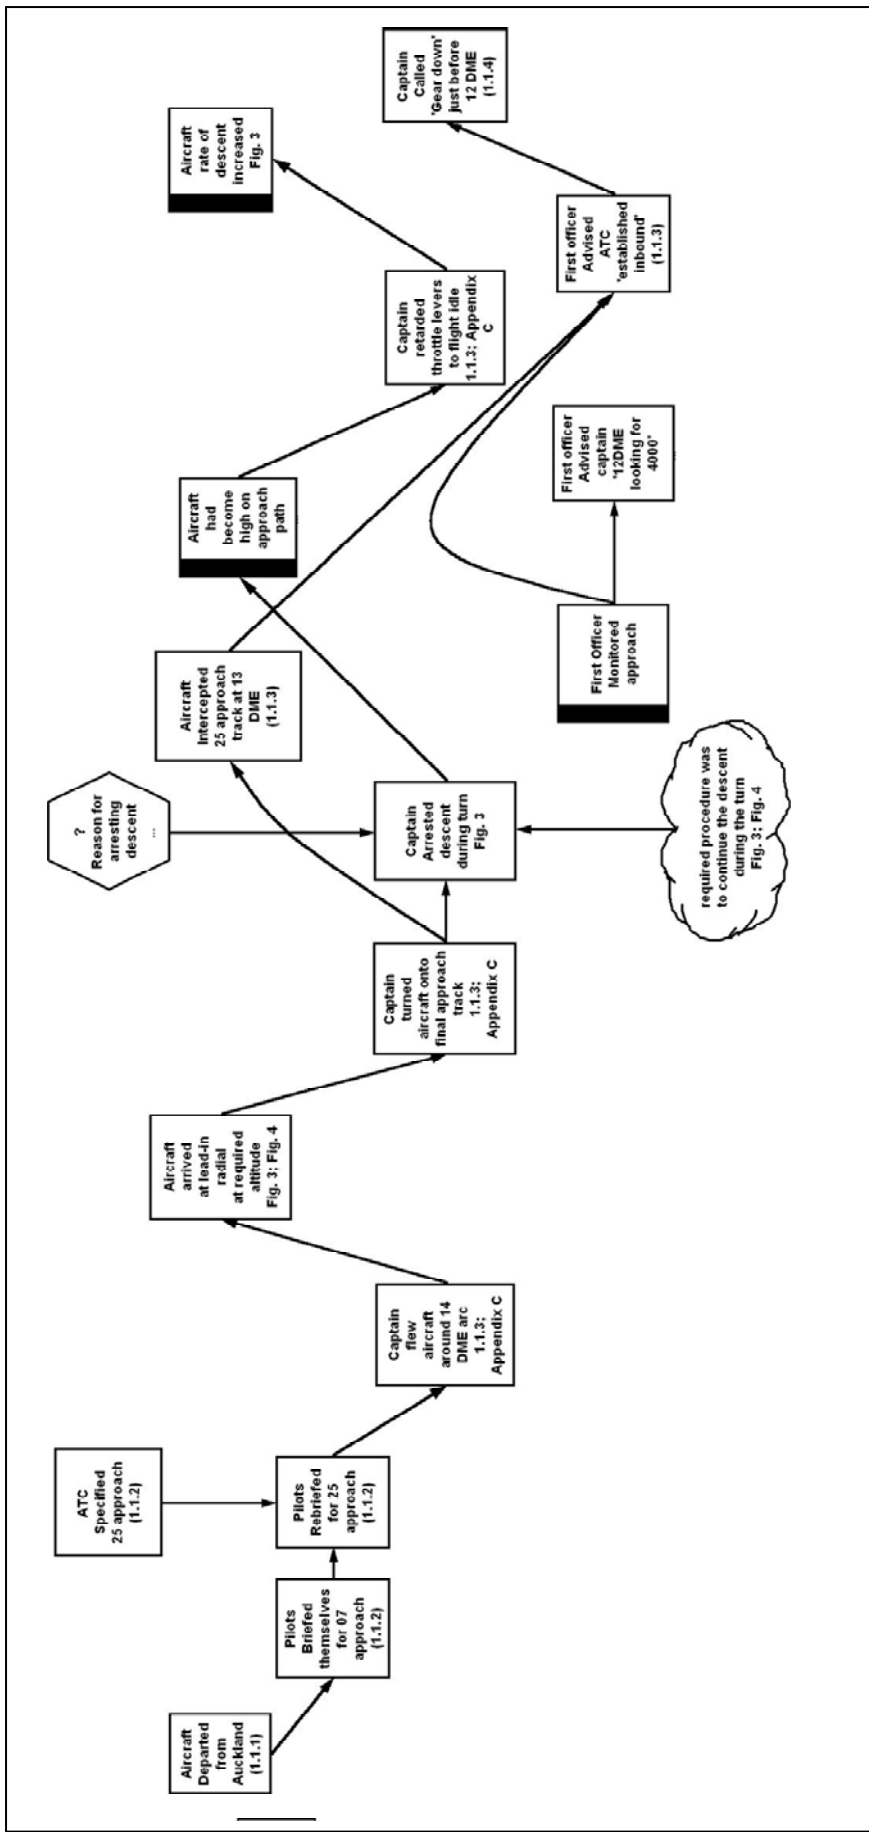 Aircraft
Departed
from
Auckland
(1.1.1)
Pilots
Briefed
themselves
for 07
approach
(1.1.2)
ATC
Specified
25 approach
(1.1.2)
Pilots
Rebriefed
for 25
approach
(1.1.2)
Captain
flew
aircraft
around 14
DME arc
1.1.3;
Appendix C
Aircraft
arrived
at lead-in
radial
at required
altitude
Fig. 3; Fig. 4
Captain
turned
aircraft onto
final approach
track
1.1.3;
Appendix C
?
Reason for
arresting
descent
...
Captain
Arrested
descent
during turn
Fig. 3
required procedure was
to continue the descent
during the turn
Fig. 3; Fig. 4
Aircraft
Intercepted
25 approach
track at 13
DME
(1.1.3)
Aircraft
had
become
high on
approach
path
First Officer
Monitored
approach
First officer
Advised
captain
'12DME
looking for
4000"
Captain
retarded
throttle levers
to flight idle
1.1.3; Appendix
C
Aircraft
rate of
descent
increased
Fig. 3
First officer
Advised
ATC
'established
inbound'
(1.1.3)
Captain
Called
'Gear down'
just before
12 DME
(1.1.4)